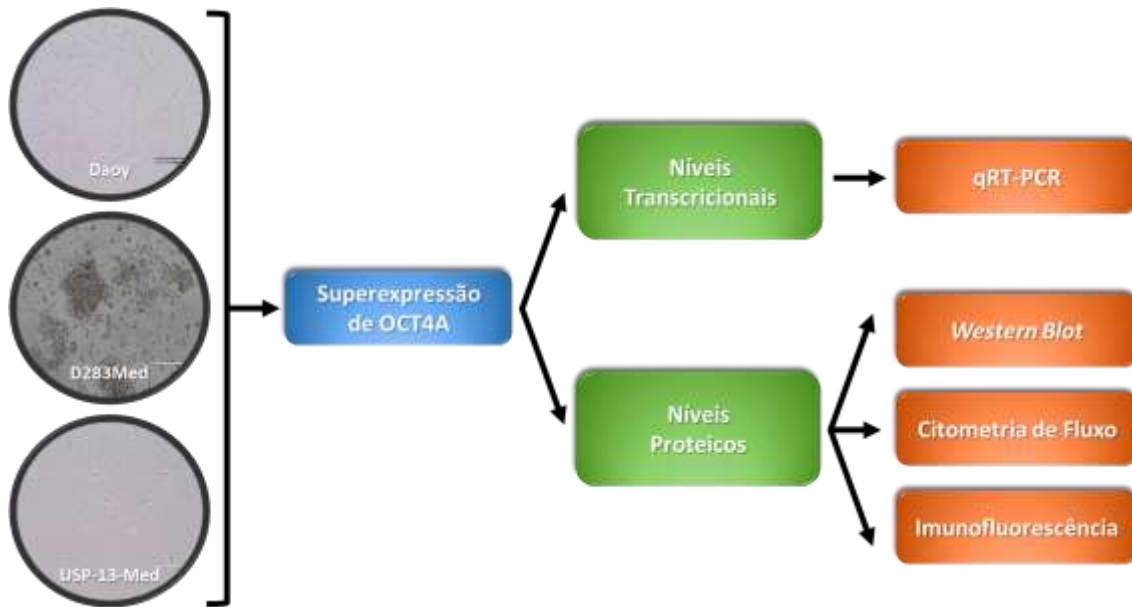 Daoy
D283Med
USP-13-Med
Superexpressão
de OCT4A
Níveis
Transcricionais
Níveis
Proteicos
qRT-PCR
Western Blot
Citometria de Fluxo
Imunofluorescência